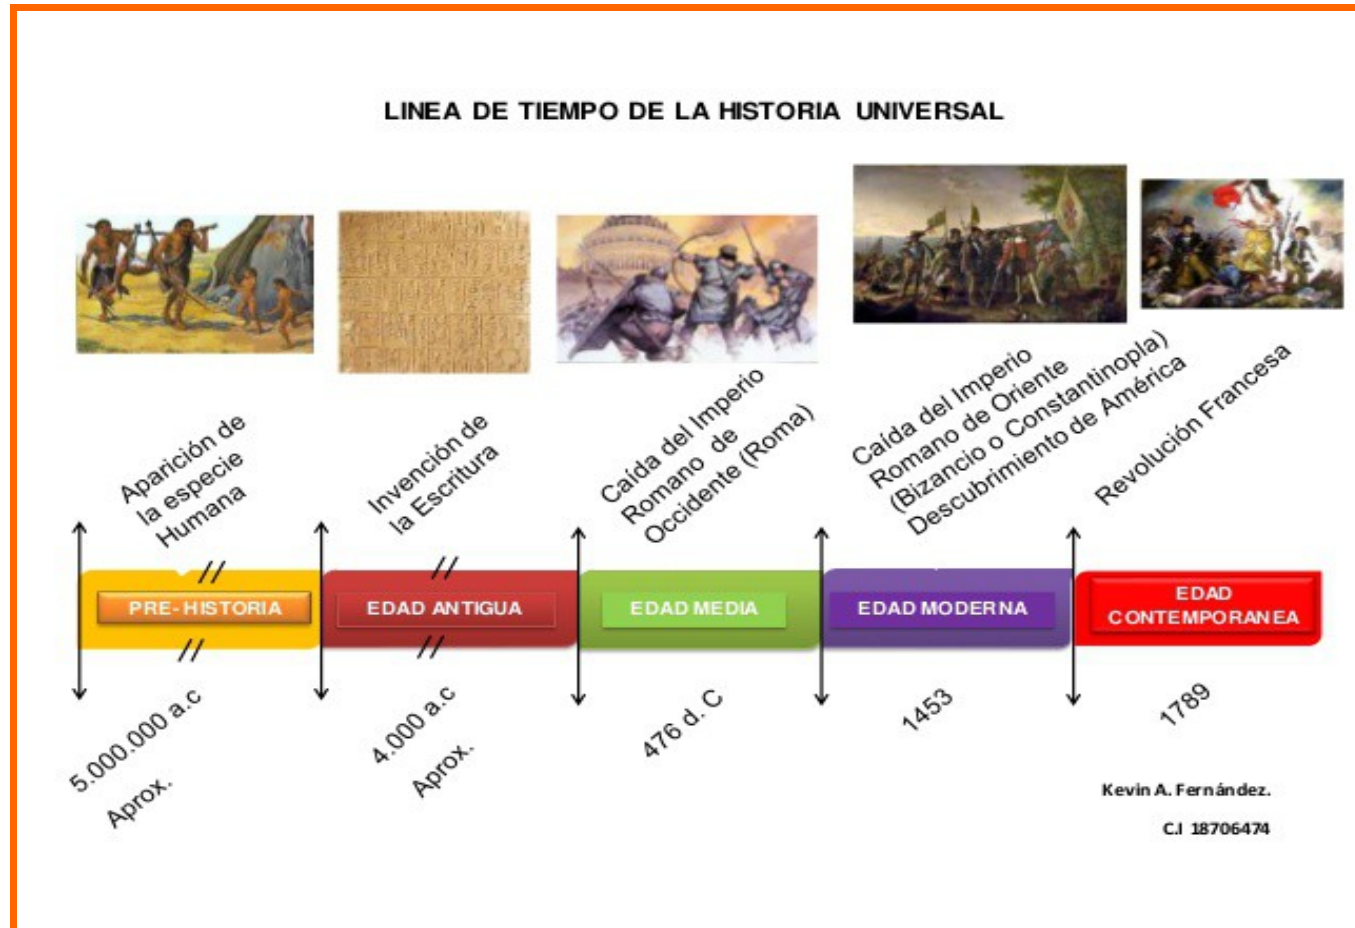 LINEA DE TIEMPO DE LA HISTORIA UNIVERSAL
Aparición de
la especie
Humana
Invención de
la Escritura
Caída del Imperio
Romano de
Occidente (Roma)
Caída del Imperio
Romano de Oriente
(Bizancio o Constantinopla)
Descubrimiento de América
Revolución Francesa
//
//
PRE-HISTORIA
EDAD ANTIGUA
EDAD MEDIA
EDAD MODERNA
EDAD
CONTEMPORANEA
//
//
5.000.000 a.c
Aprox.
4.000 a.c
Aprox.
476 d. C
1453
1789
Kevin A. Fernández.
C.I 18706474